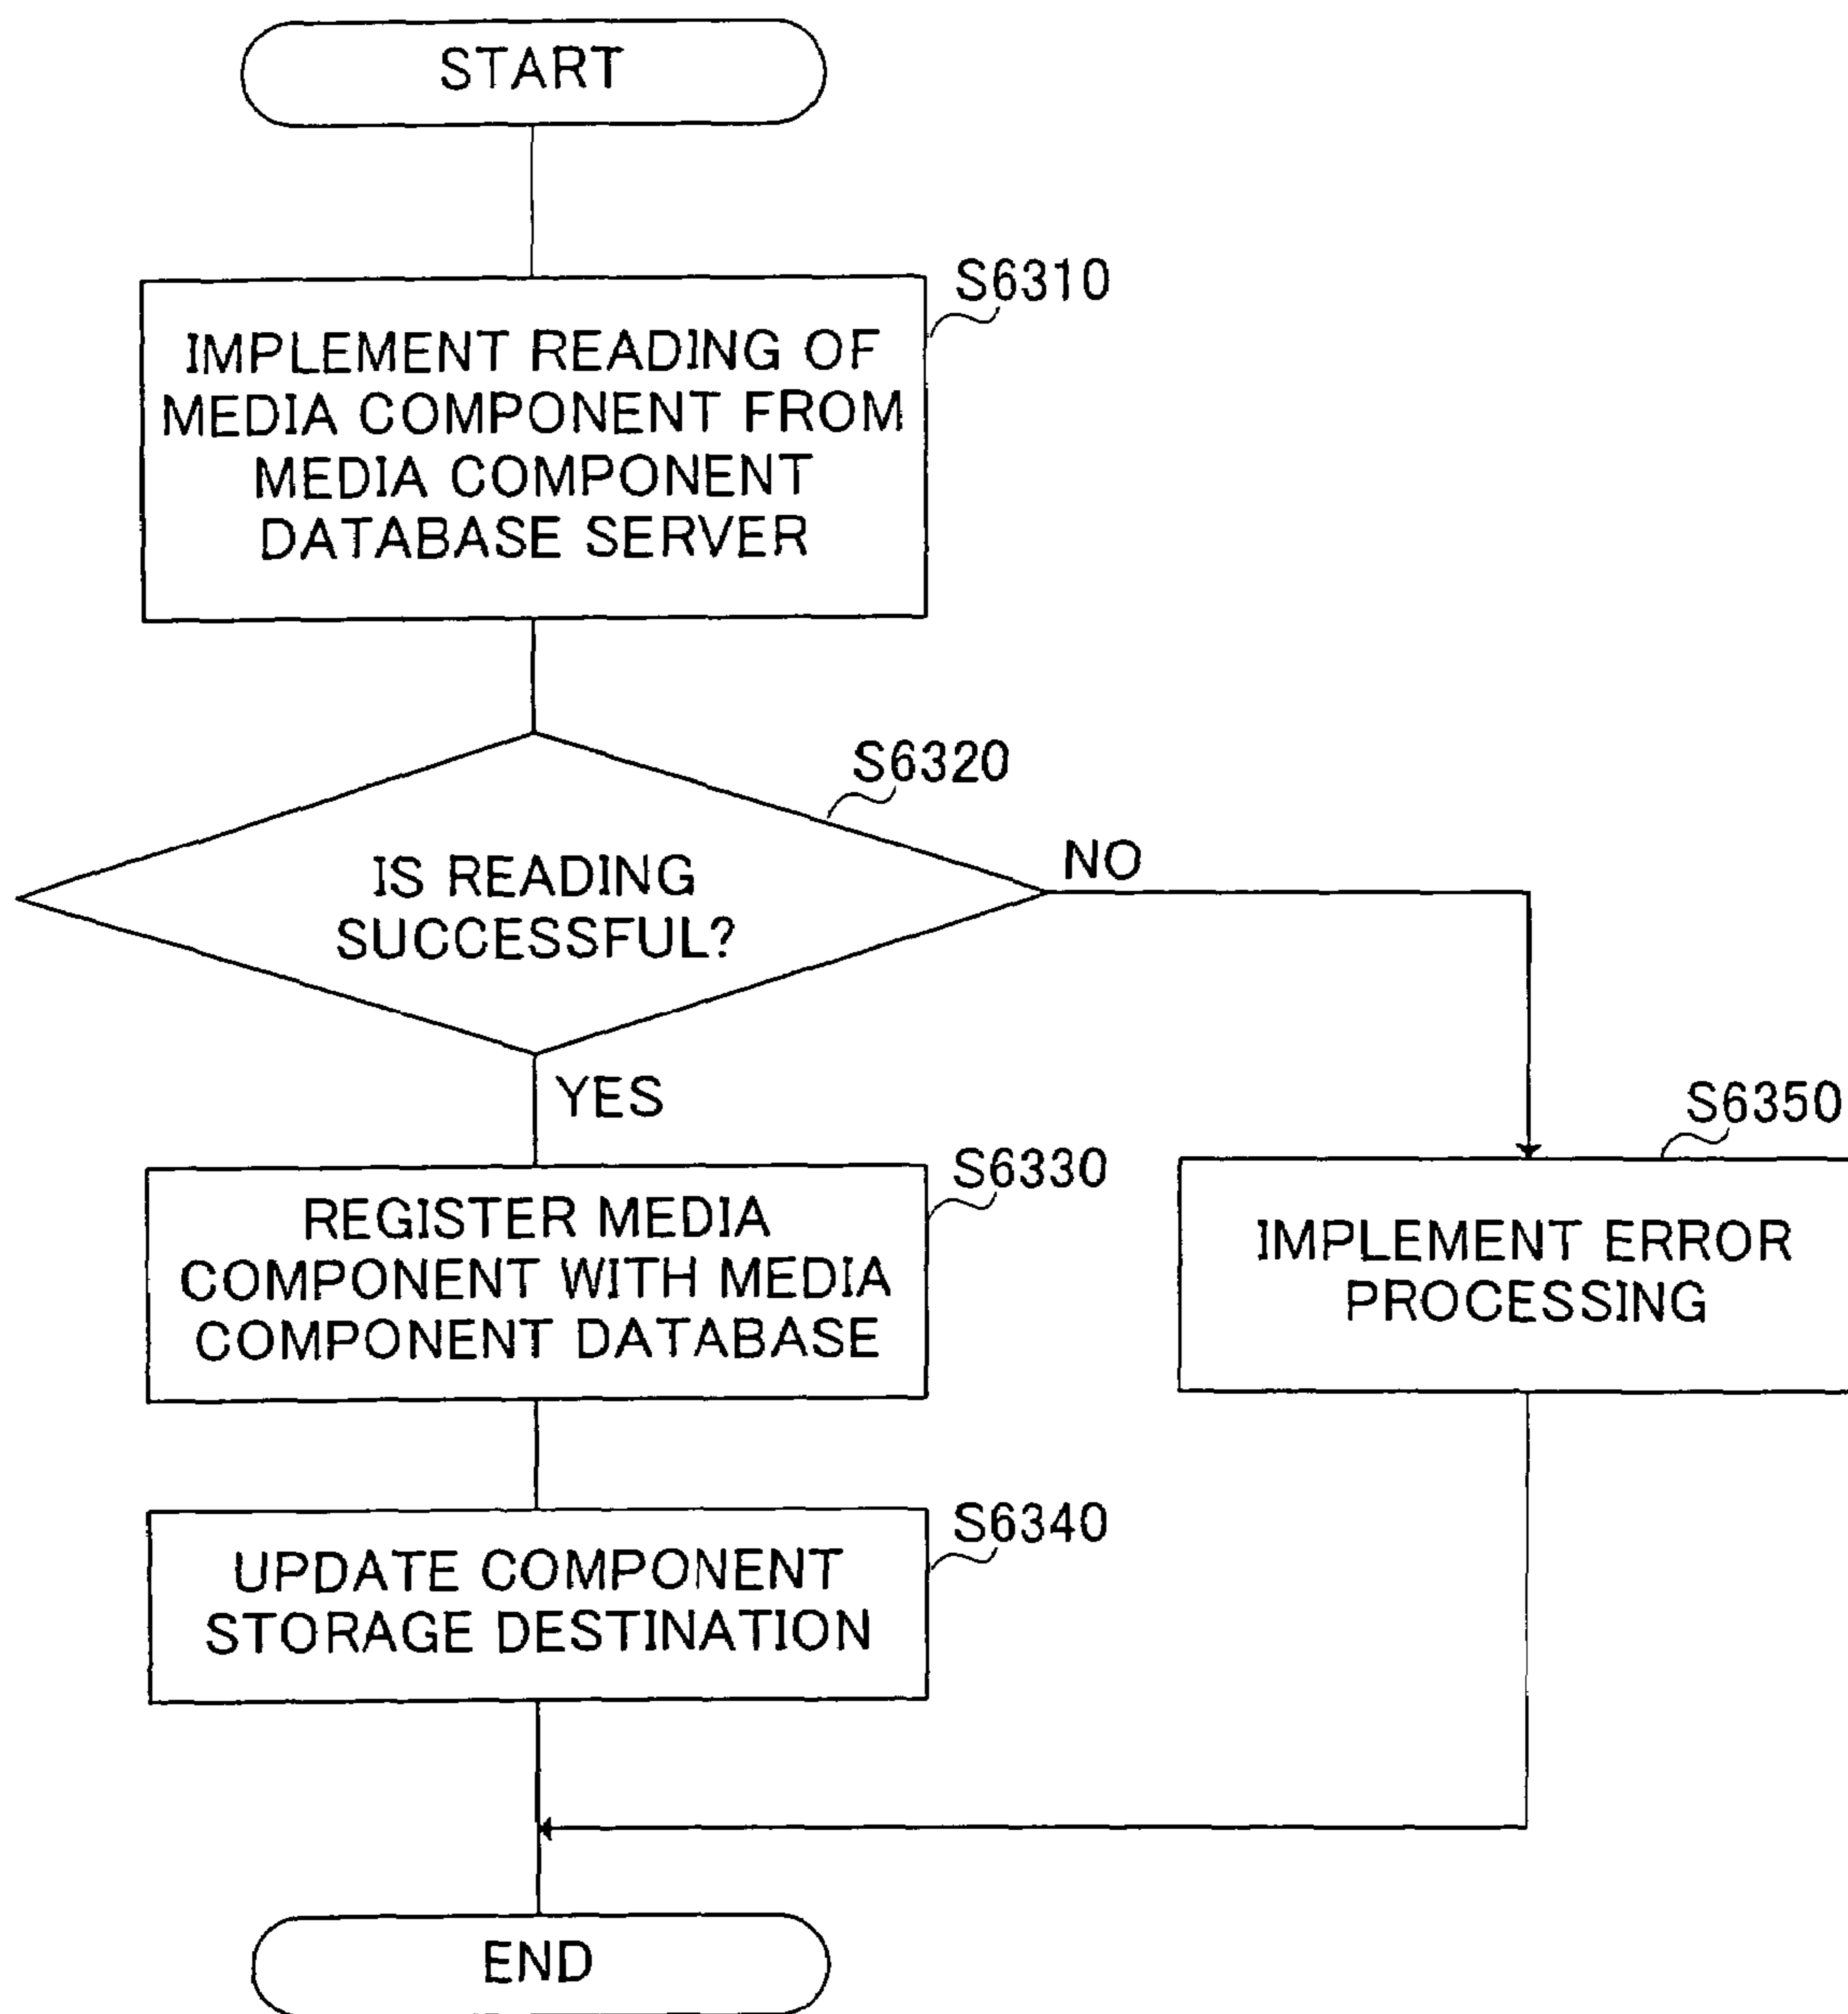 START
S6310
IMPLEMENT READING OF
MEDIA COMPONENT FROM
MEDIA COMPONENT
DATABASE SERVER
S6320
IS READING
SUCCESSFUL?
NO
YES
S6330
REGISTER MEDIA
COMPONENT WITH MEDIA
COMPONENT DATABASE
S6350
IMPLEMENT ERROR
PROCESSING
S6340
UPDATE COMPONENT
STORAGE DESTINATION
END